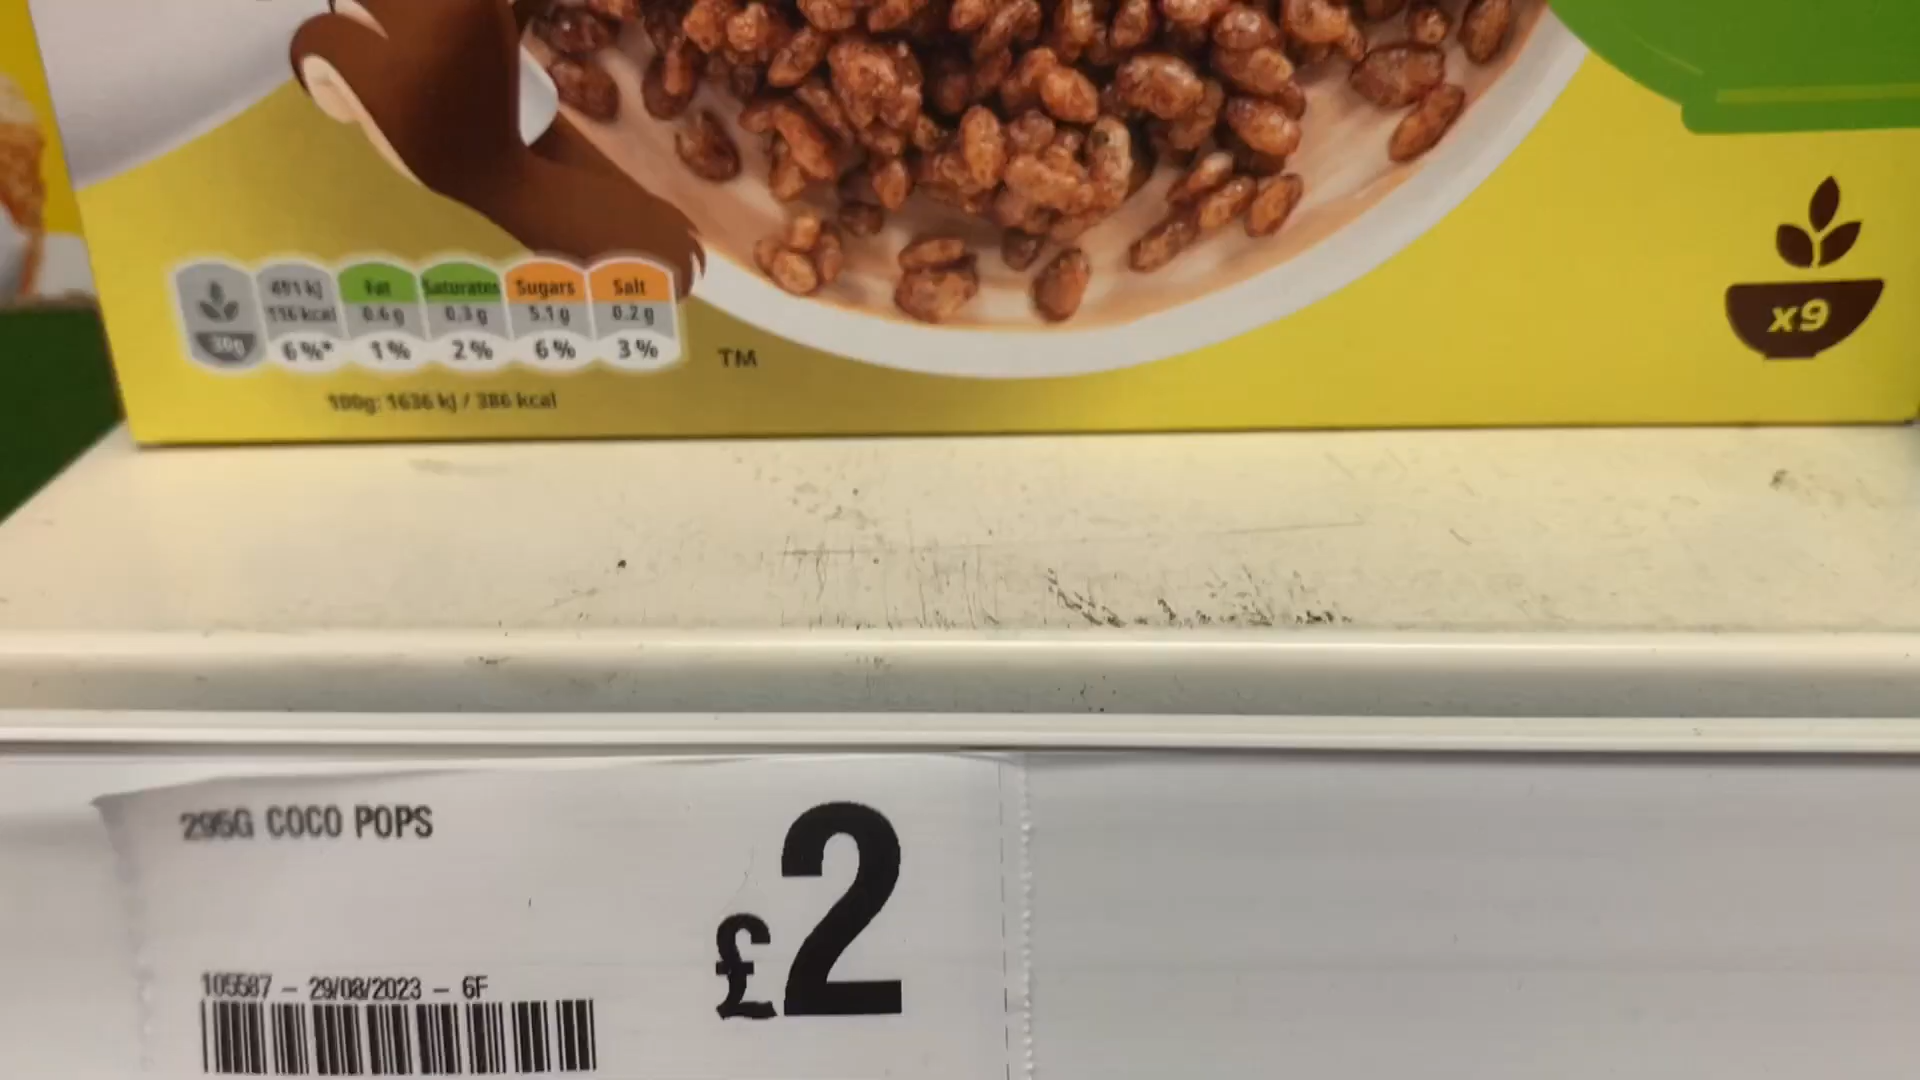 491 kJ Fat Saturates Sugars Salt
116 kcal 0.6 g 0.3 g 5.1 g 0.2 g
30g 6%* 1% 2% 6% 3%
TM
100g: 1636 kJ / 386 kcal
x9
295G COCO POPS
£2
105587 - 29/08/2023 - 6F